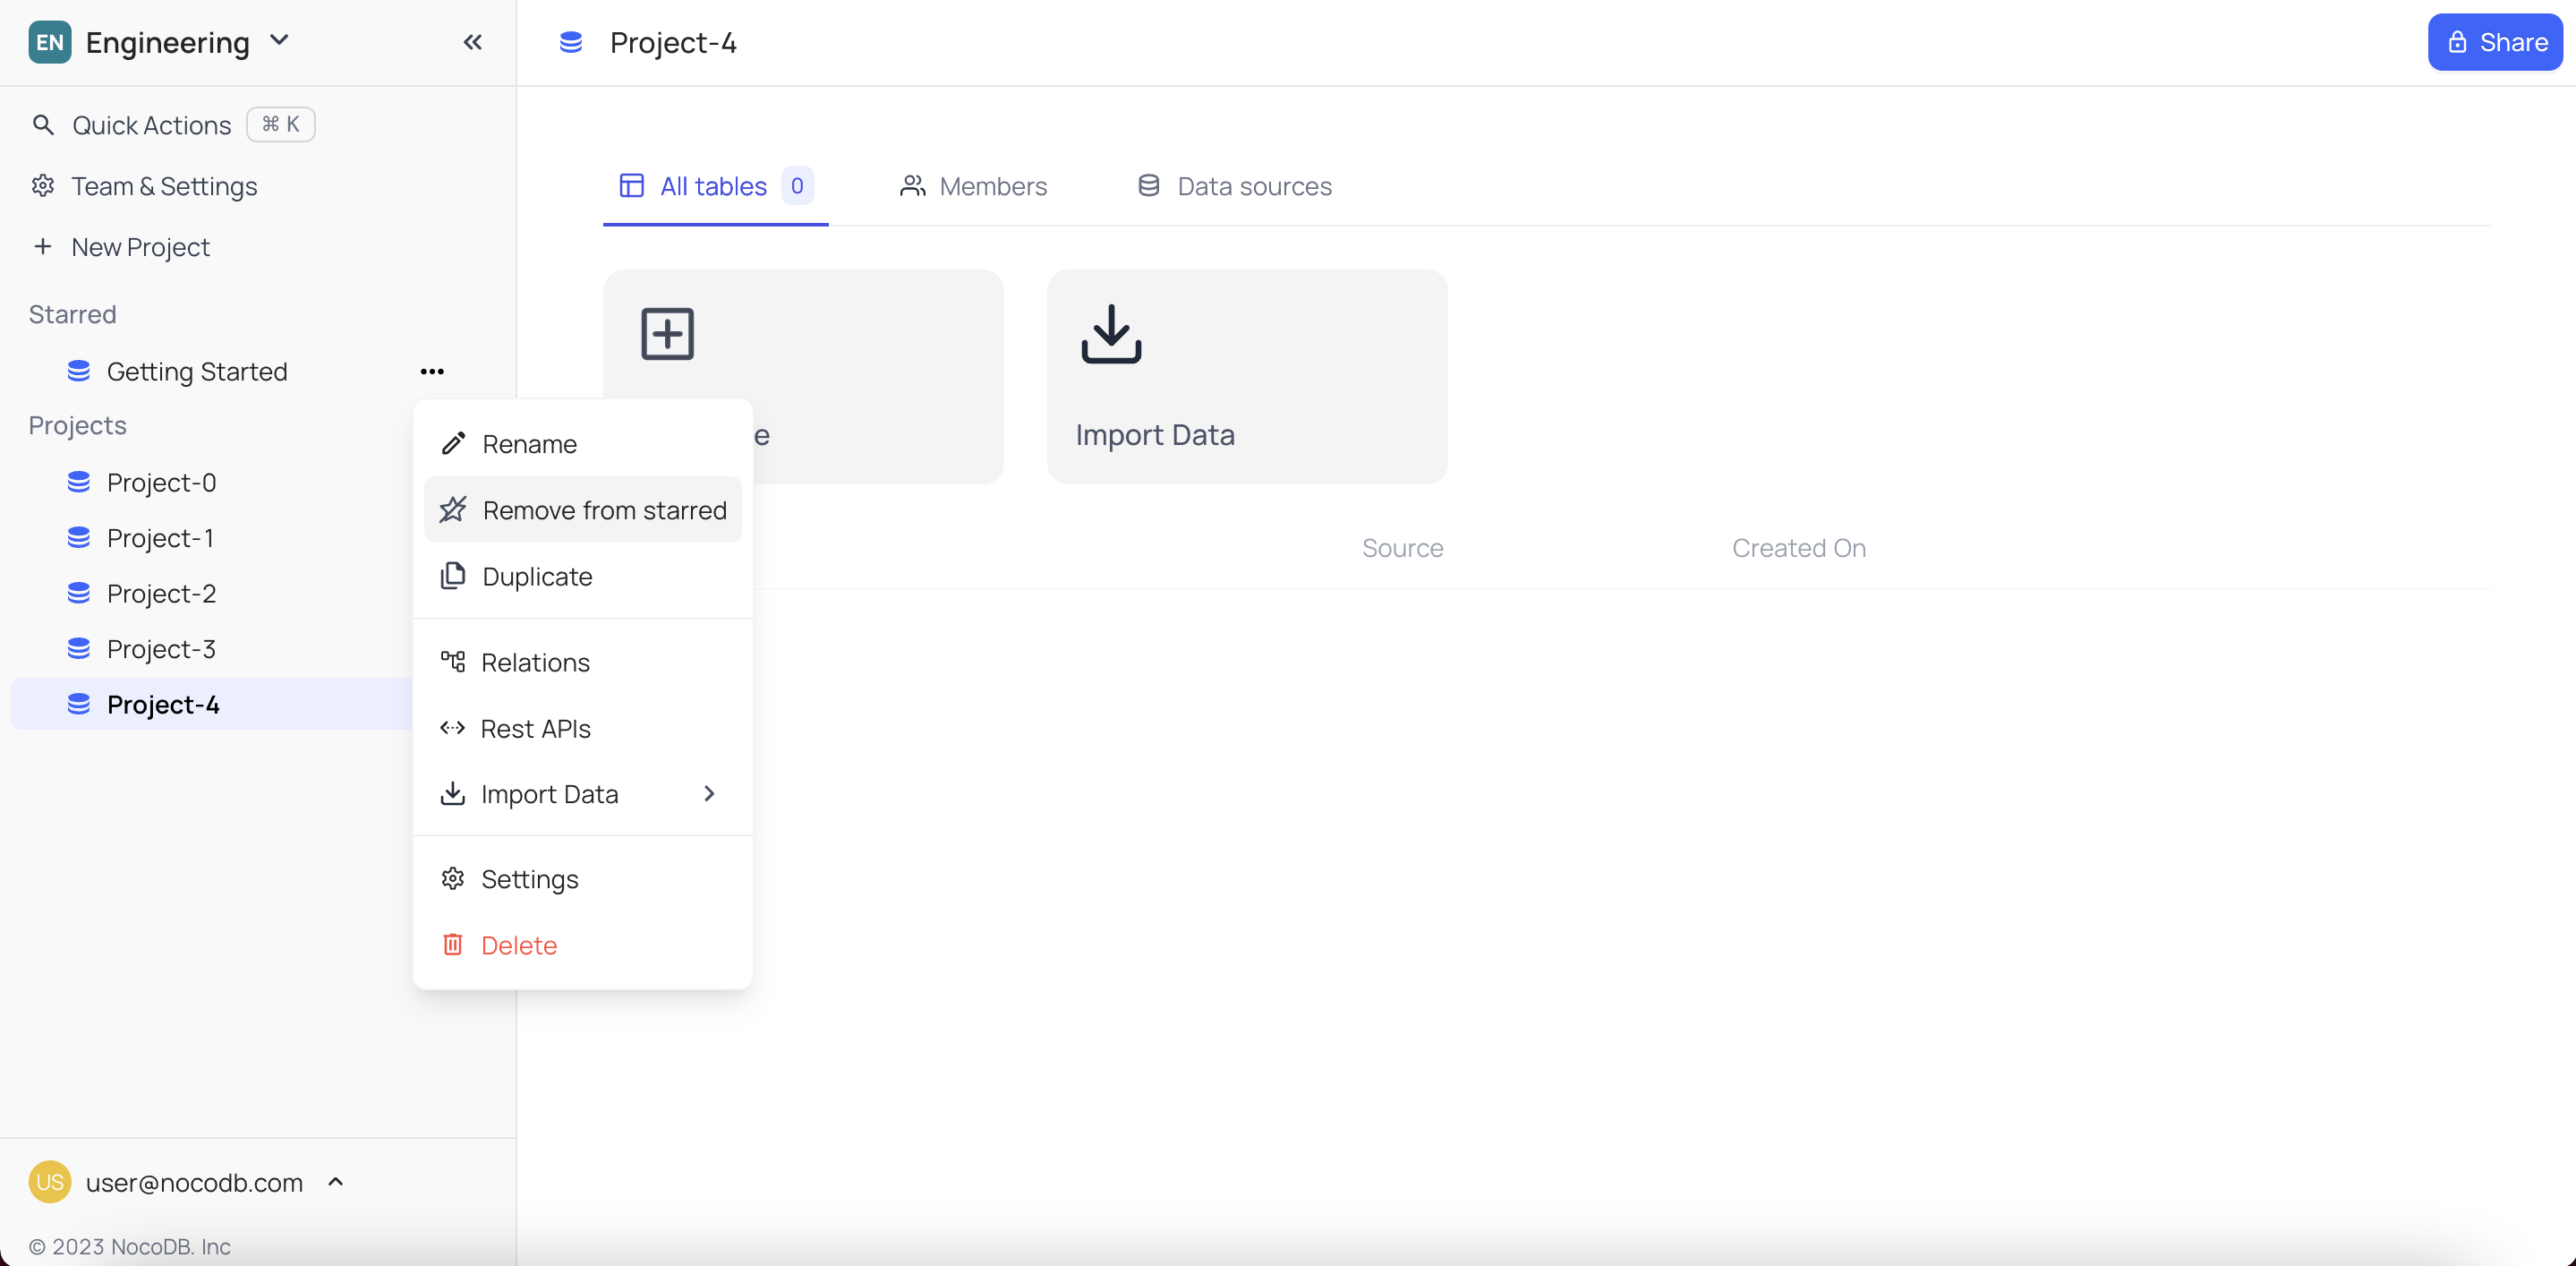 EN Engineering
Quick Actions ⌘ K
Team & Settings
New Project
Starred
Getting Started
Projects
Project-0
Project-1
Project-2
Project-3
Project-4
user@nocodb.com
US
© 2023 NocoDB. Inc
Rename
Remove from starred
Duplicate
Relations
Rest APIs
Import Data
Settings
Delete
Project-4
Share
All tables 0
Members
Data sources
e
Import Data
Source
Created On